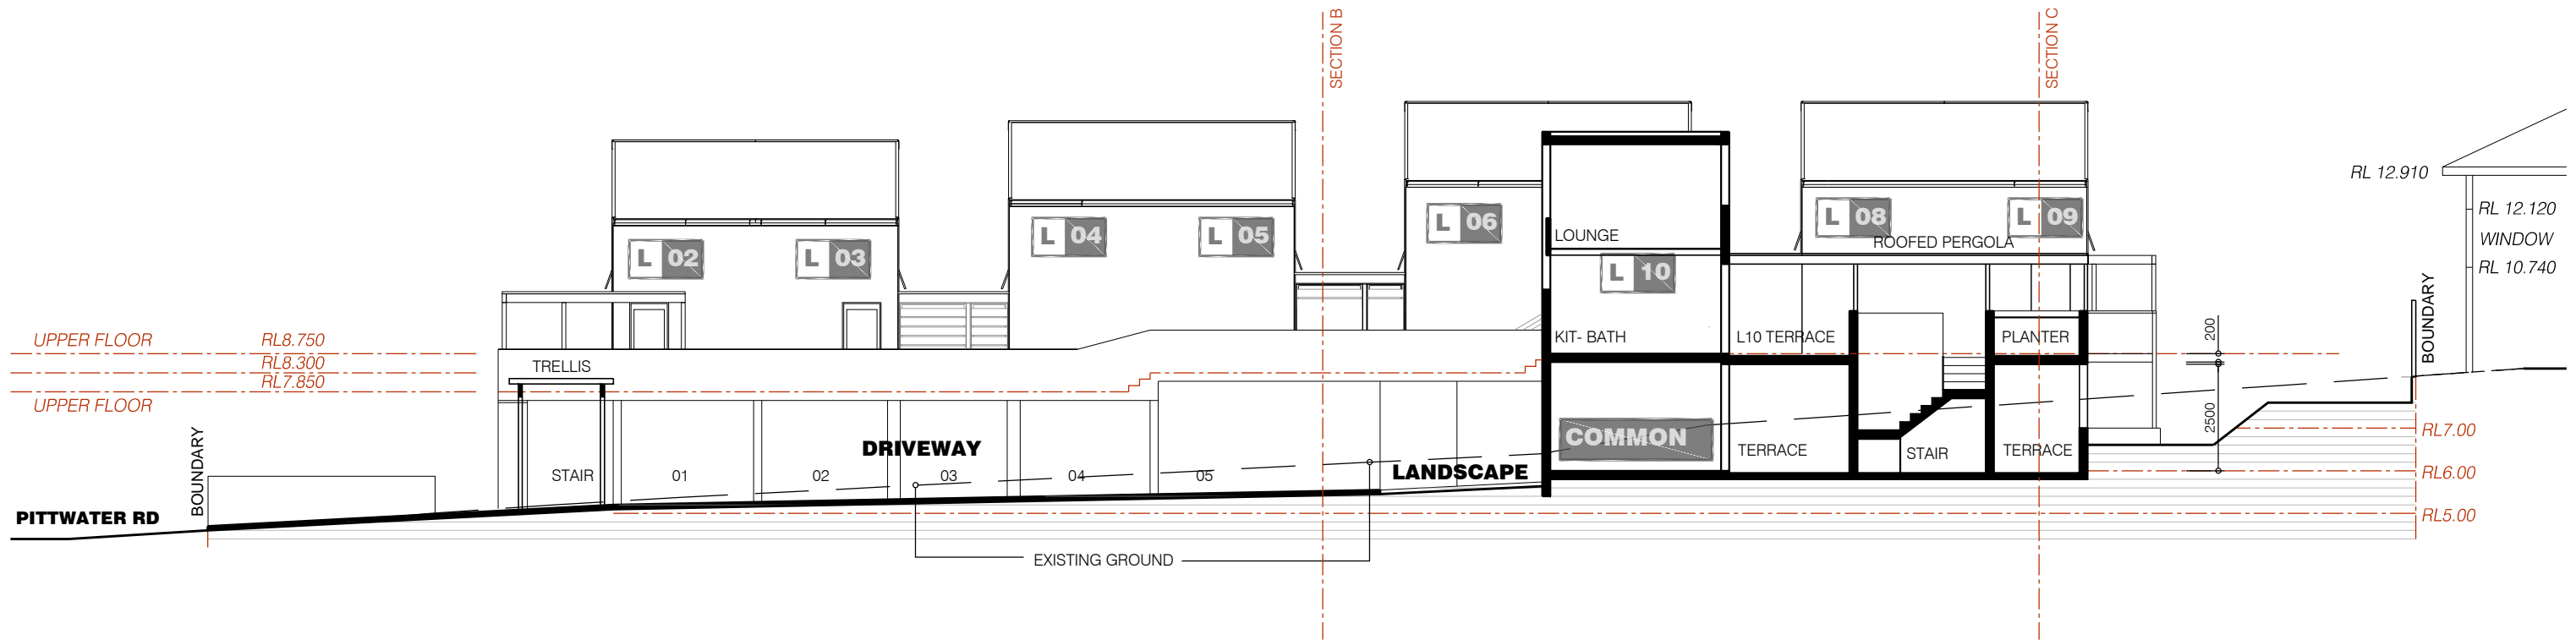 SECTION B
SECTION C
RL 12.910
RL 12.120
WINDOW
RL 10.740
L 02
L 03
L 04
L 05
L 06
L 08
L 09
LOUNGE
ROOFED PERGOLA
L 10
BOUNDARY
UPPER FLOOR RL8.750
RL8.300
RL7.850
UPPER FLOOR
TRELLIS
KIT- BATH
L10 TERRACE
PLANTER
200
2500
BOUNDARY
DRIVEWAY
COMMON
TERRACE
STAIR
TERRACE
RL7.00
STAIR
01
02
03
04
05
LANDSCAPE
RL6.00
PITTWATER RD
RL5.00
EXISTING GROUND